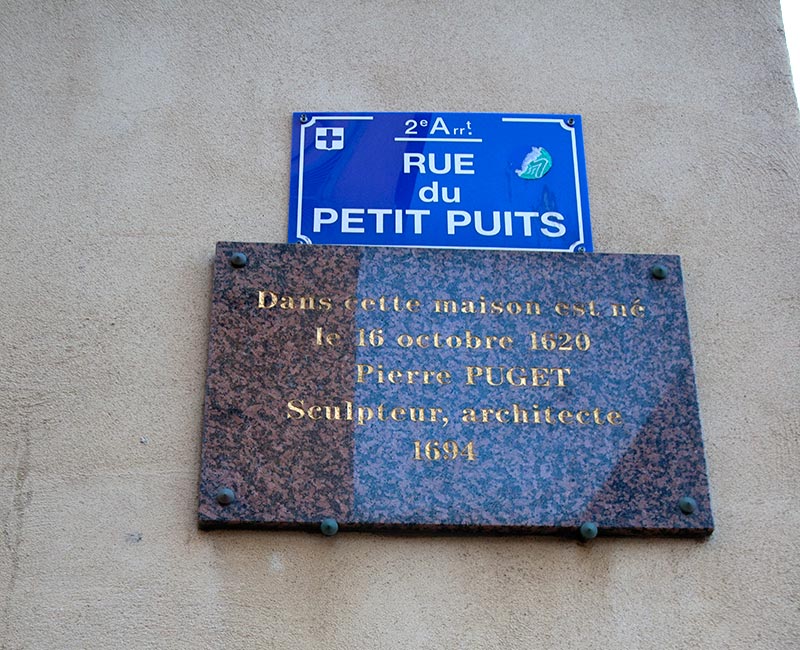 2e Arrt.
RUE
du
PETIT PUITS
Dans cette maison est né
le 16 octobre 1620
Pierre PUGET
Sculpteur, architecte
1694